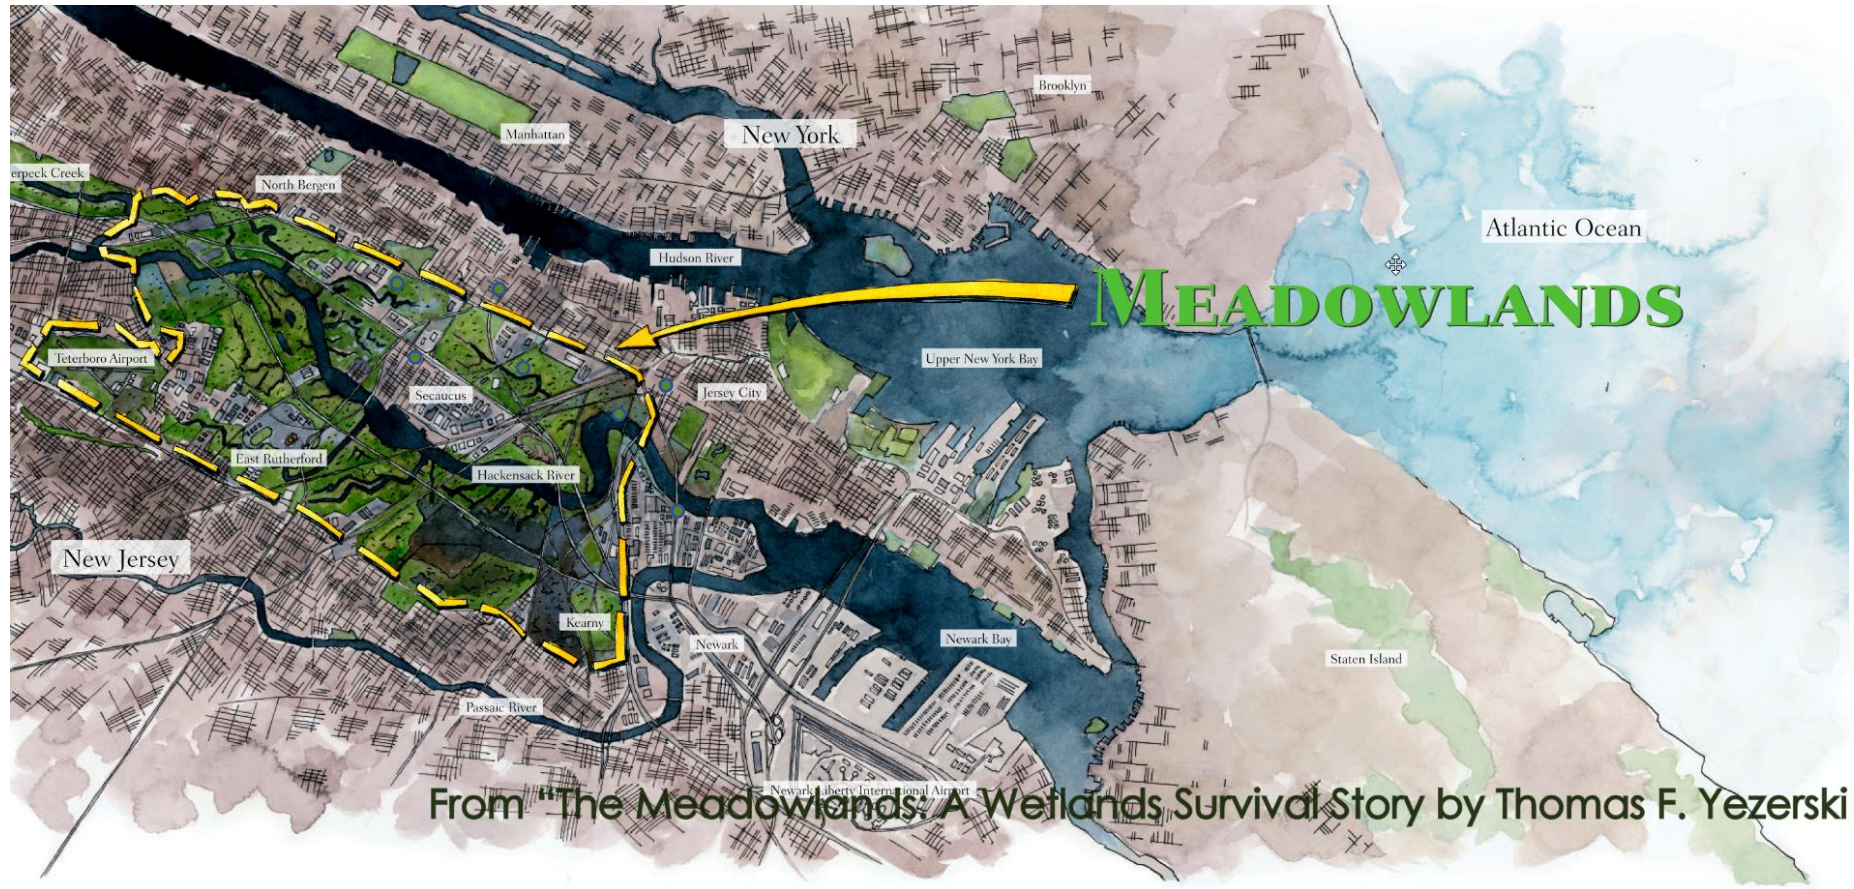 Brooklyn
Manhattan
New York
erpeck Creek
North Bergen
Atlantic Ocean
Hudson River
MEADOWLANDS
Teterboro Airport
Upper New York Bay
Secaucus
Jersey City
East Rutherford
Hackensack River
New Jersey
Kearny
Newark
Newark Bay
Staten Island
Passaic River
Newark Liberty International Airport
From “The Meadowlands: A Wetlands Survival Story by Thomas F. Yezerski